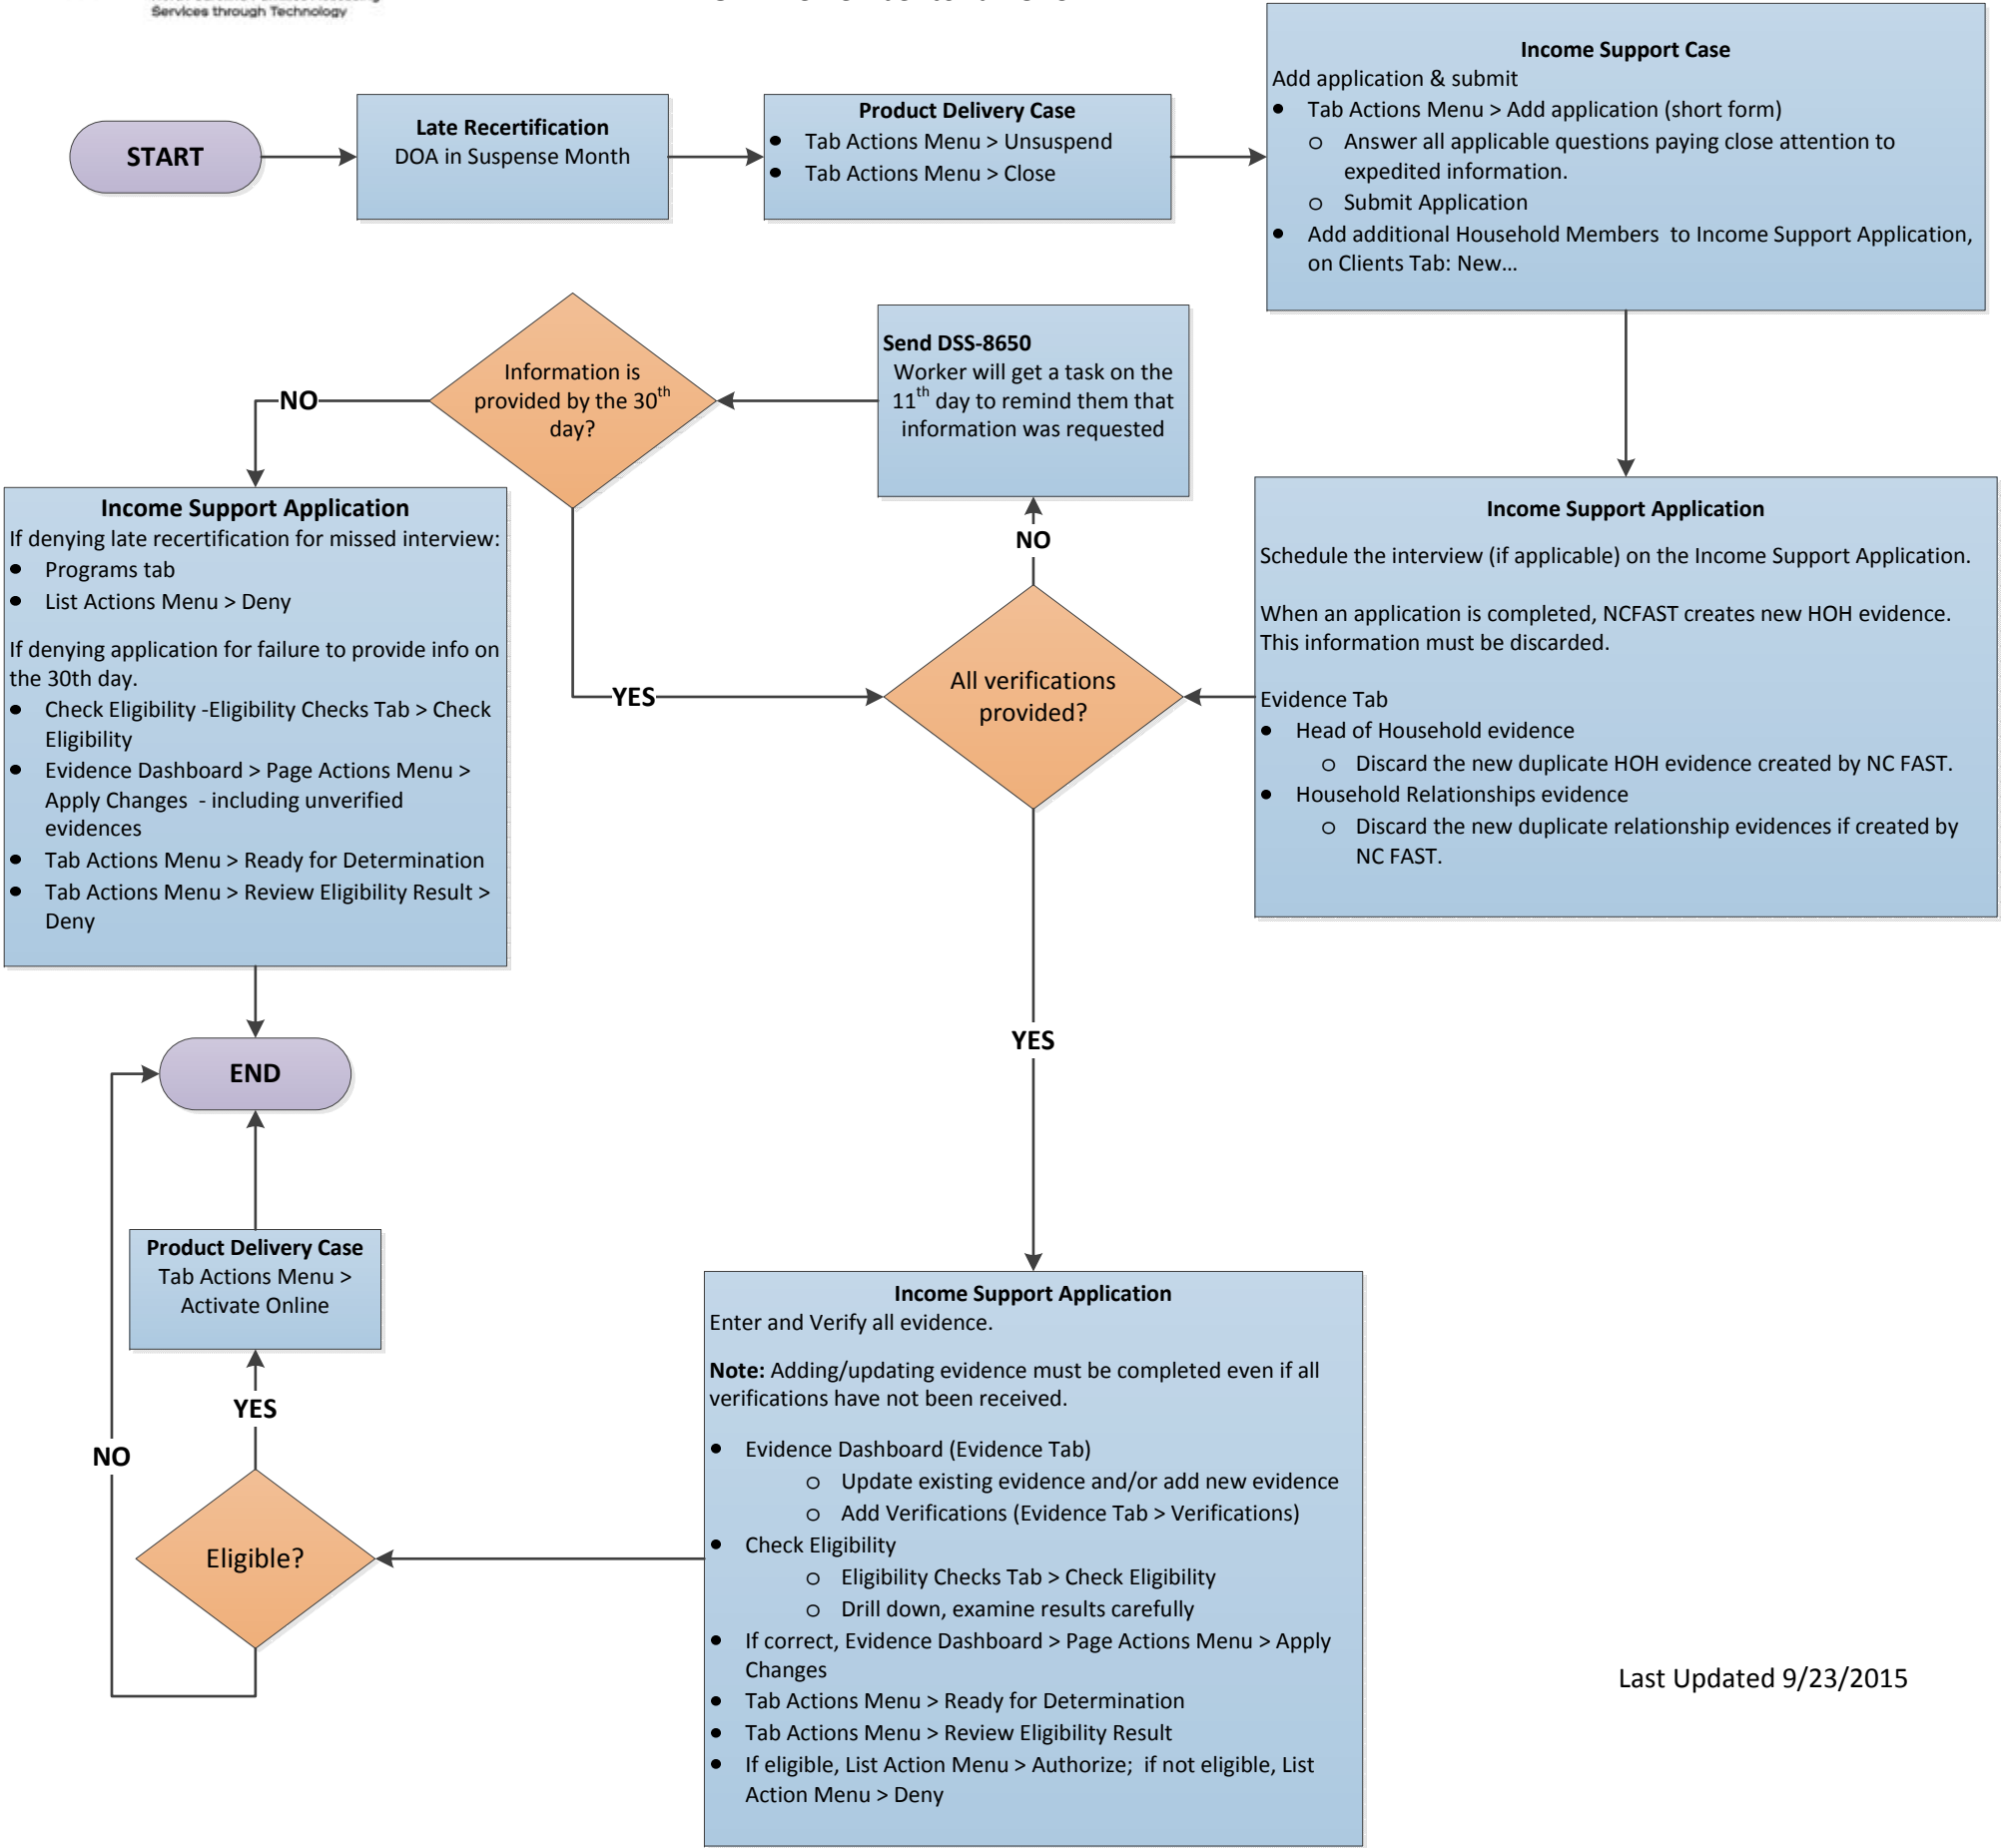 Services through Technology
START
Late Recertification
DOA in Suspense Month
Product Delivery Case
• Tab Actions Menu > Unsuspend
• Tab Actions Menu > Close
Income Support Case
Add application & submit
• Tab Actions Menu > Add application (short form)
o Answer all applicable questions paying close attention to
expedited information.
o Submit Application
• Add additional Household Members to Income Support Application,
on Clients Tab: New…
Information is
provided by the 30th
day?
NO
YES
Send DSS-8650
Worker will get a task on the
11th day to remind them that
information was requested
NO
Income Support Application
Schedule the interview (if applicable) on the Income Support Application.
When an application is completed, NCFAST creates new HOH evidence.
This information must be discarded.
Evidence Tab
• Head of Household evidence
o Discard the new duplicate HOH evidence created by NC FAST.
• Household Relationships evidence
o Discard the new duplicate relationship evidences if created by
NC FAST.
All verifications
provided?
YES
Income Support Application
If denying late recertification for missed interview:
• Programs tab
• List Actions Menu > Deny
If denying application for failure to provide info on
the 30th day.
• Check Eligibility -Eligibility Checks Tab > Check
Eligibility
• Evidence Dashboard > Page Actions Menu >
Apply Changes - including unverified
evidences
• Tab Actions Menu > Ready for Determination
• Tab Actions Menu > Review Eligibility Result >
Deny
END
Product Delivery Case
Tab Actions Menu >
Activate Online
YES
NO
Eligible?
Income Support Application
Enter and Verify all evidence.
Note: Adding/updating evidence must be completed even if all
verifications have not been received.
• Evidence Dashboard (Evidence Tab)
o Update existing evidence and/or add new evidence
o Add Verifications (Evidence Tab > Verifications)
• Check Eligibility
o Eligibility Checks Tab > Check Eligibility
o Drill down, examine results carefully
• If correct, Evidence Dashboard > Page Actions Menu > Apply
Changes
• Tab Actions Menu > Ready for Determination
• Tab Actions Menu > Review Eligibility Result
• If eligible, List Action Menu > Authorize; if not eligible, List
Action Menu > Deny
Last Updated 9/23/2015